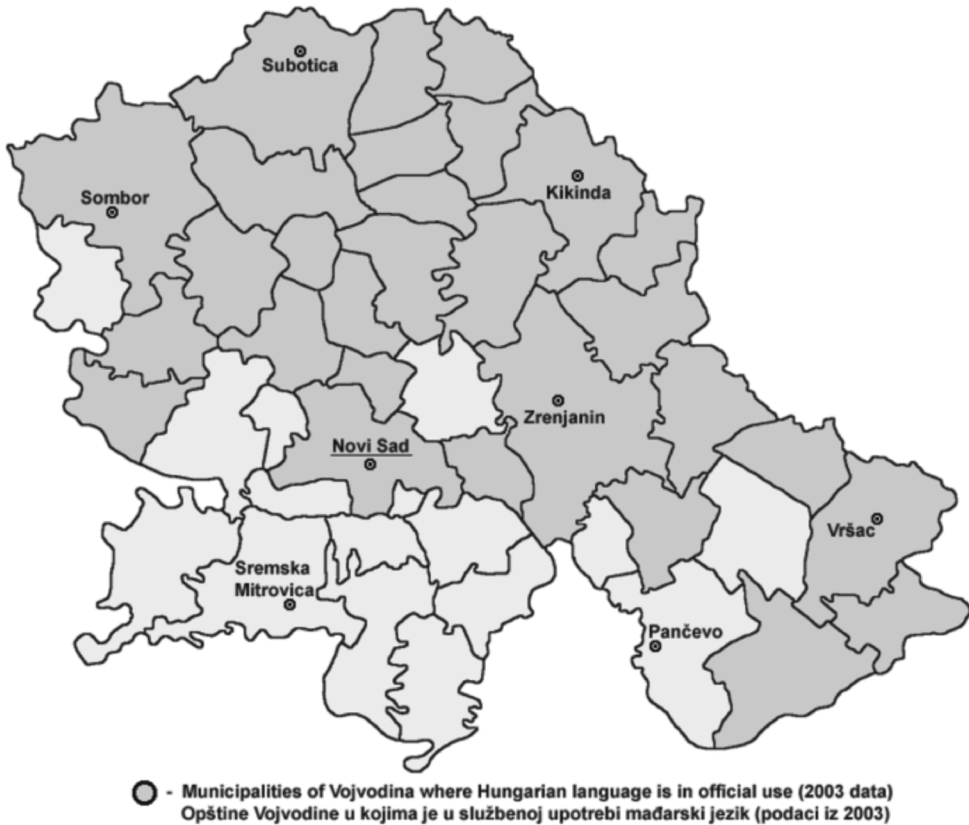 Subotica
Kikinda
Sombor
Zrenjanin
Novi Sad
Vršac
Sremska
Mitrovica
Pančevo
- Municipalities of Vojvodina where Hungarian language is in official use (2003 data)
Opštine Vojvodine u kojima je u službenoj upotrebi mađarski jezik (podaci iz 2003)